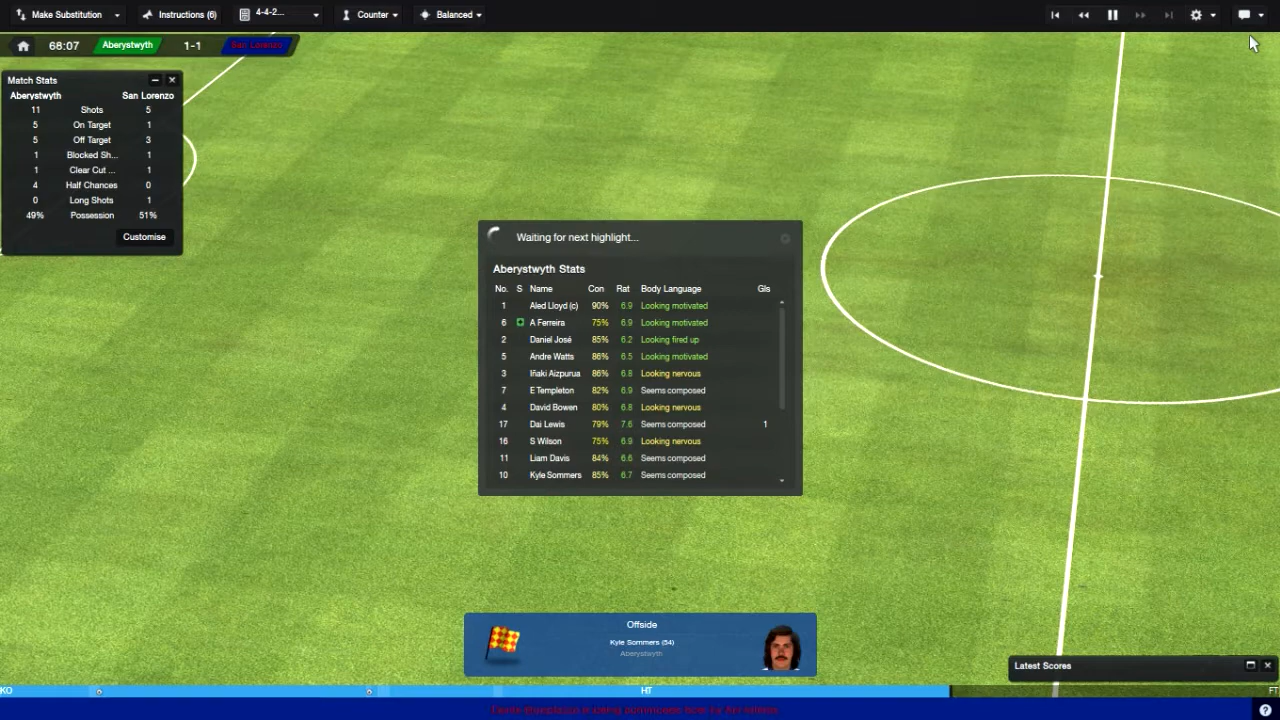 Make Substitution Instructions (6) 4-4-2... Counter Balanced
68:07 Aberystwyth 1-1 San Lorenzo
Match Stats
Aberystwyth San Lorenzo
11 Shots 5
5 On Target 1
5 Off Target 3
1 Blocked Sh... 1
1 Clear Cut ... 1
4 Half Chances 0
0 Long Shots 1
49% Possession 51%
Customise
Waiting for next highlight...
Aberystwyth Stats
No. S Name Con Rat Body Language Gls
1 Aled Lloyd (c) 90% 6.9 Looking motivated
6 A Ferreira 75% 6.9 Looking motivated
2 Daniel José 85% 6.2 Looking fired up
5 Andre Watts 86% 6.5 Looking motivated
3 Iñaki Aizpurua 86% 6.8 Looking nervous
7 E Templeton 82% 6.9 Seems composed
4 David Bowen 80% 6.8 Looking nervous
17 Dai Lewis 79% 7.6 Seems composed 1
16 S Wilson 75% 6.9 Looking nervous
11 Liam Davis 84% 6.6 Seems composed
10 Kyle Sommers 85% 6.7 Seems composed
Offside
Kyle Sommers (54)
Aberystwyth
Latest Scores
KO HT FT